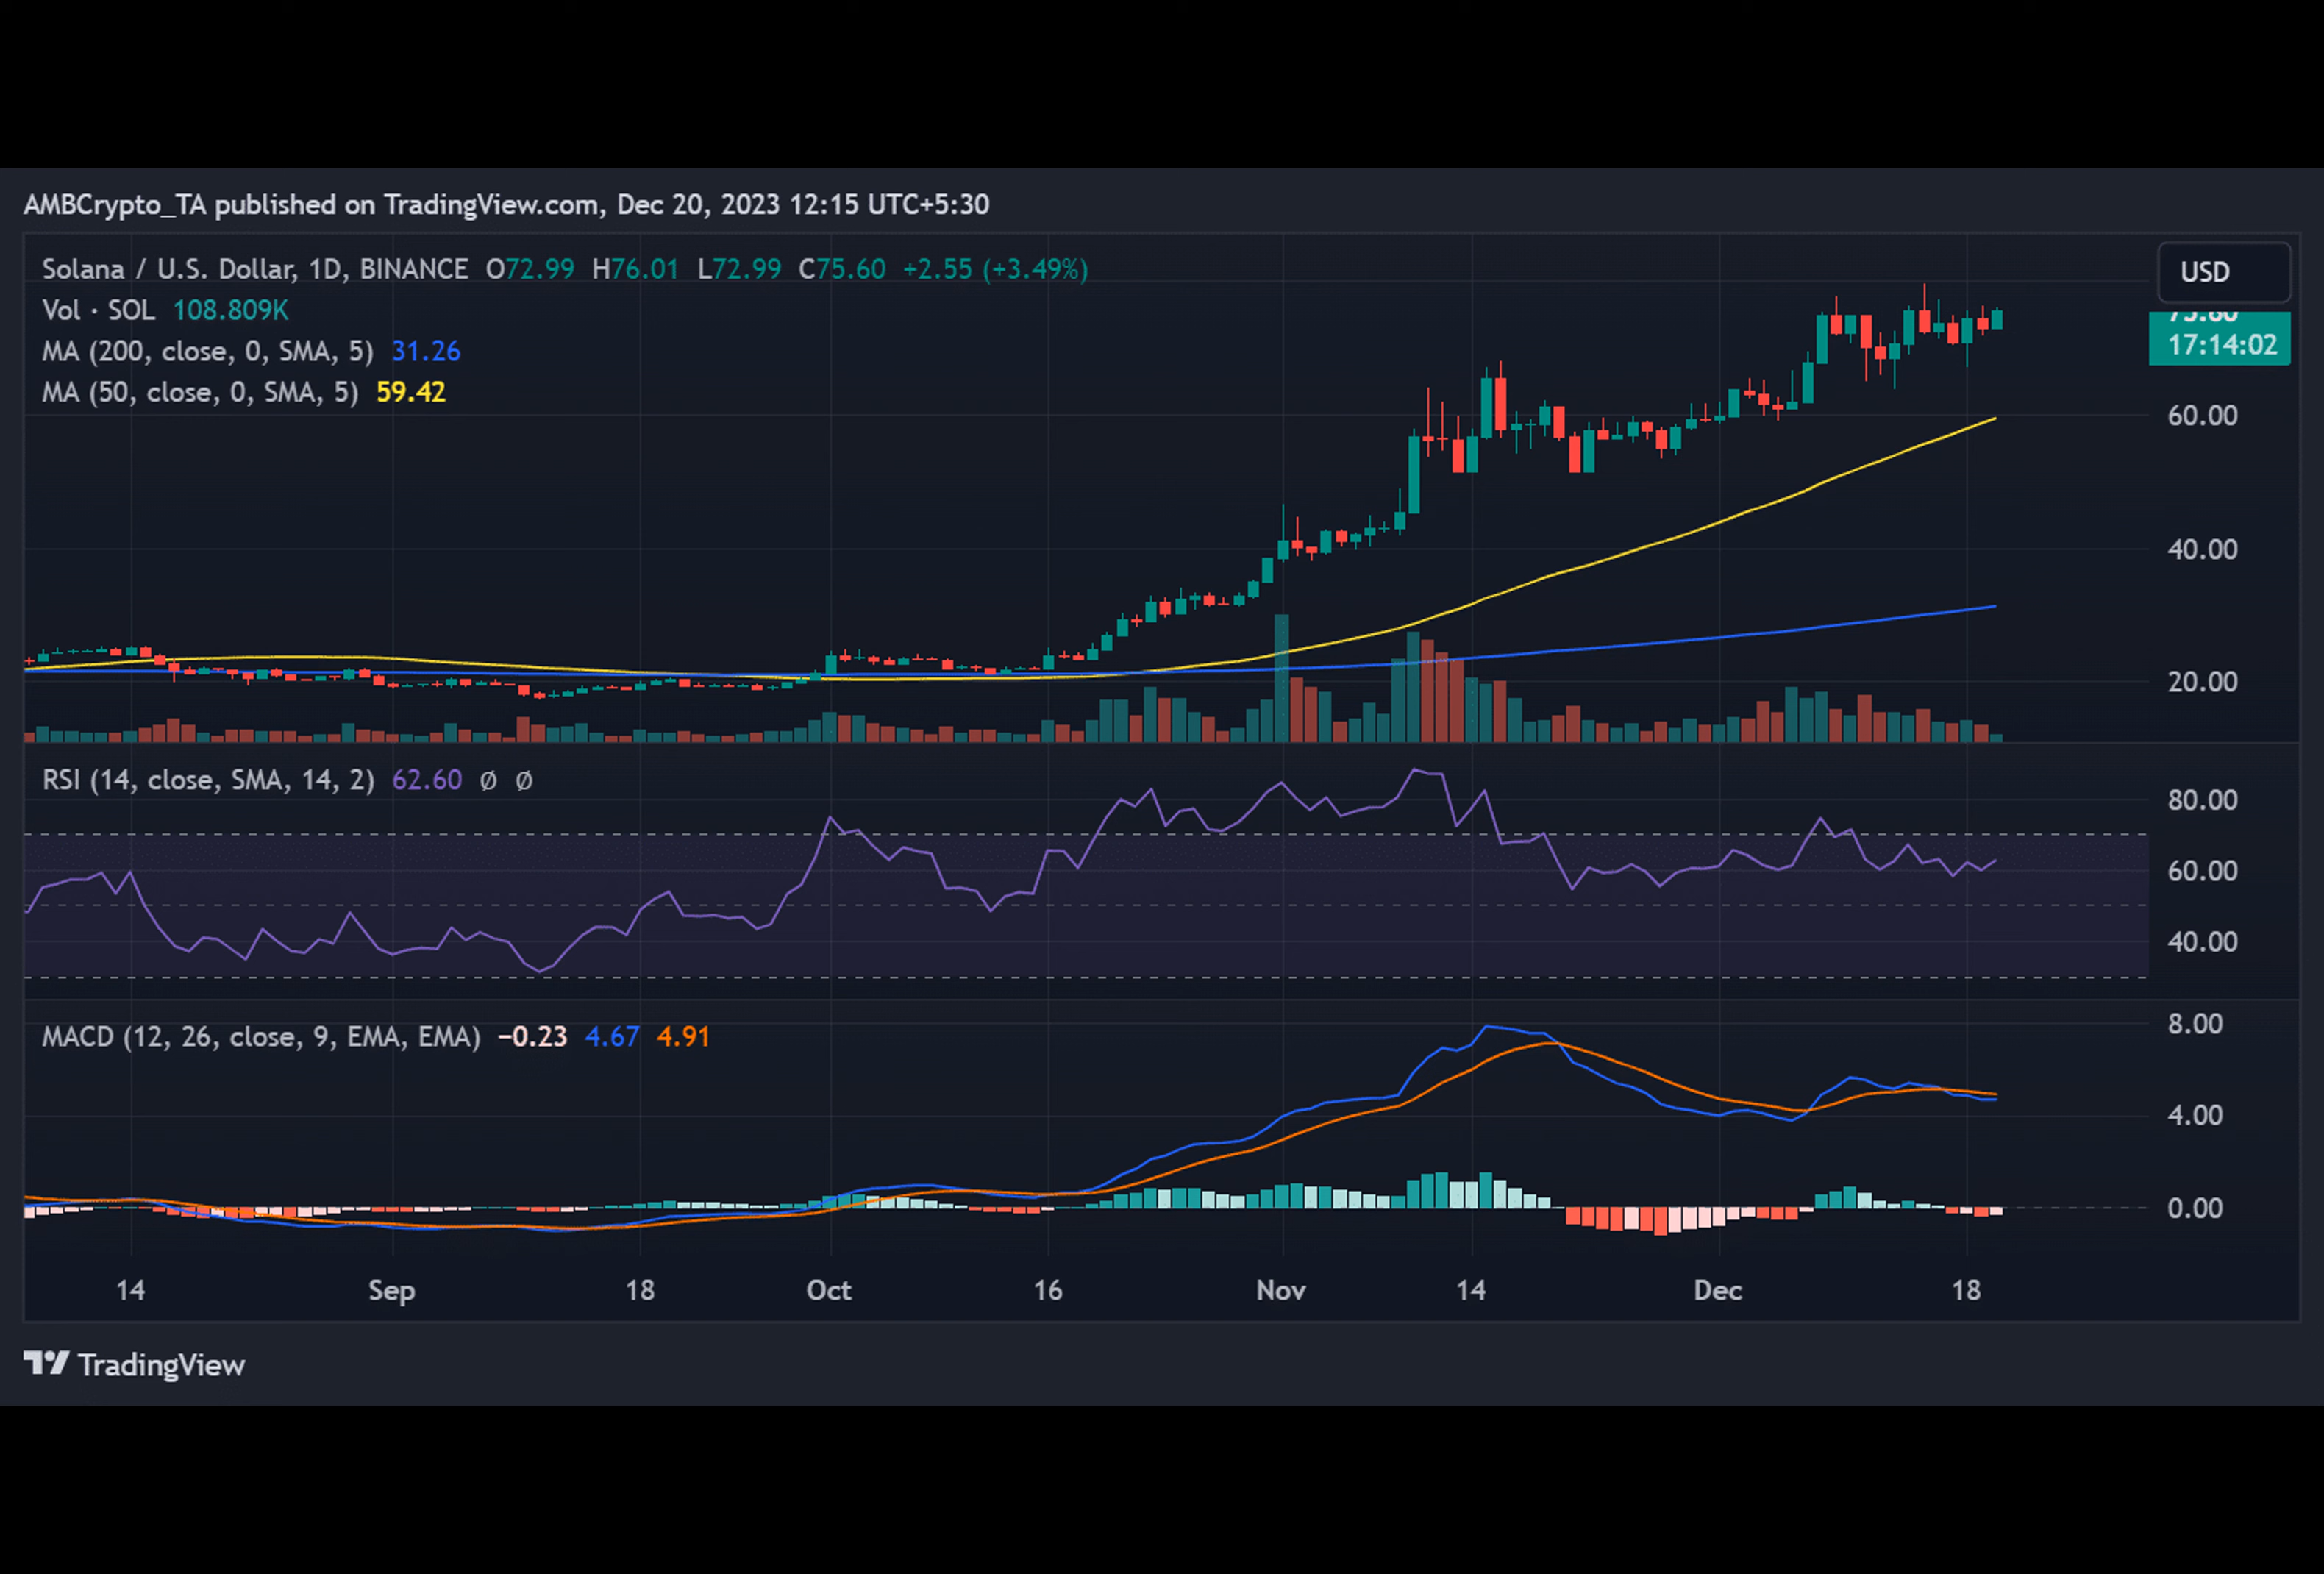 AMBCrypto_TA published on TradingView.com, Dec 20, 2023 12:15 UTC+5:30
Solana / U.S. Dollar, 1D, BINANCE O72.99 H76.01 L72.99 C75.60 +2.55 (+3.49%)
USD
Vol · SOL 108.809K
75.60
17:14:02
MA (200, close, 0, SMA, 5) 31.26
MA (50, close, 0, SMA, 5) 59.42
60.00
40.00
20.00
RSI (14, close, SMA, 14, 2) 62.60 Ø Ø
80.00
60.00
40.00
MACD (12, 26, close, 9, EMA, EMA) −0.23 4.67 4.91
8.00
4.00
0.00
14 Sep 18 Oct 16 Nov 14 Dec 18
TradingView